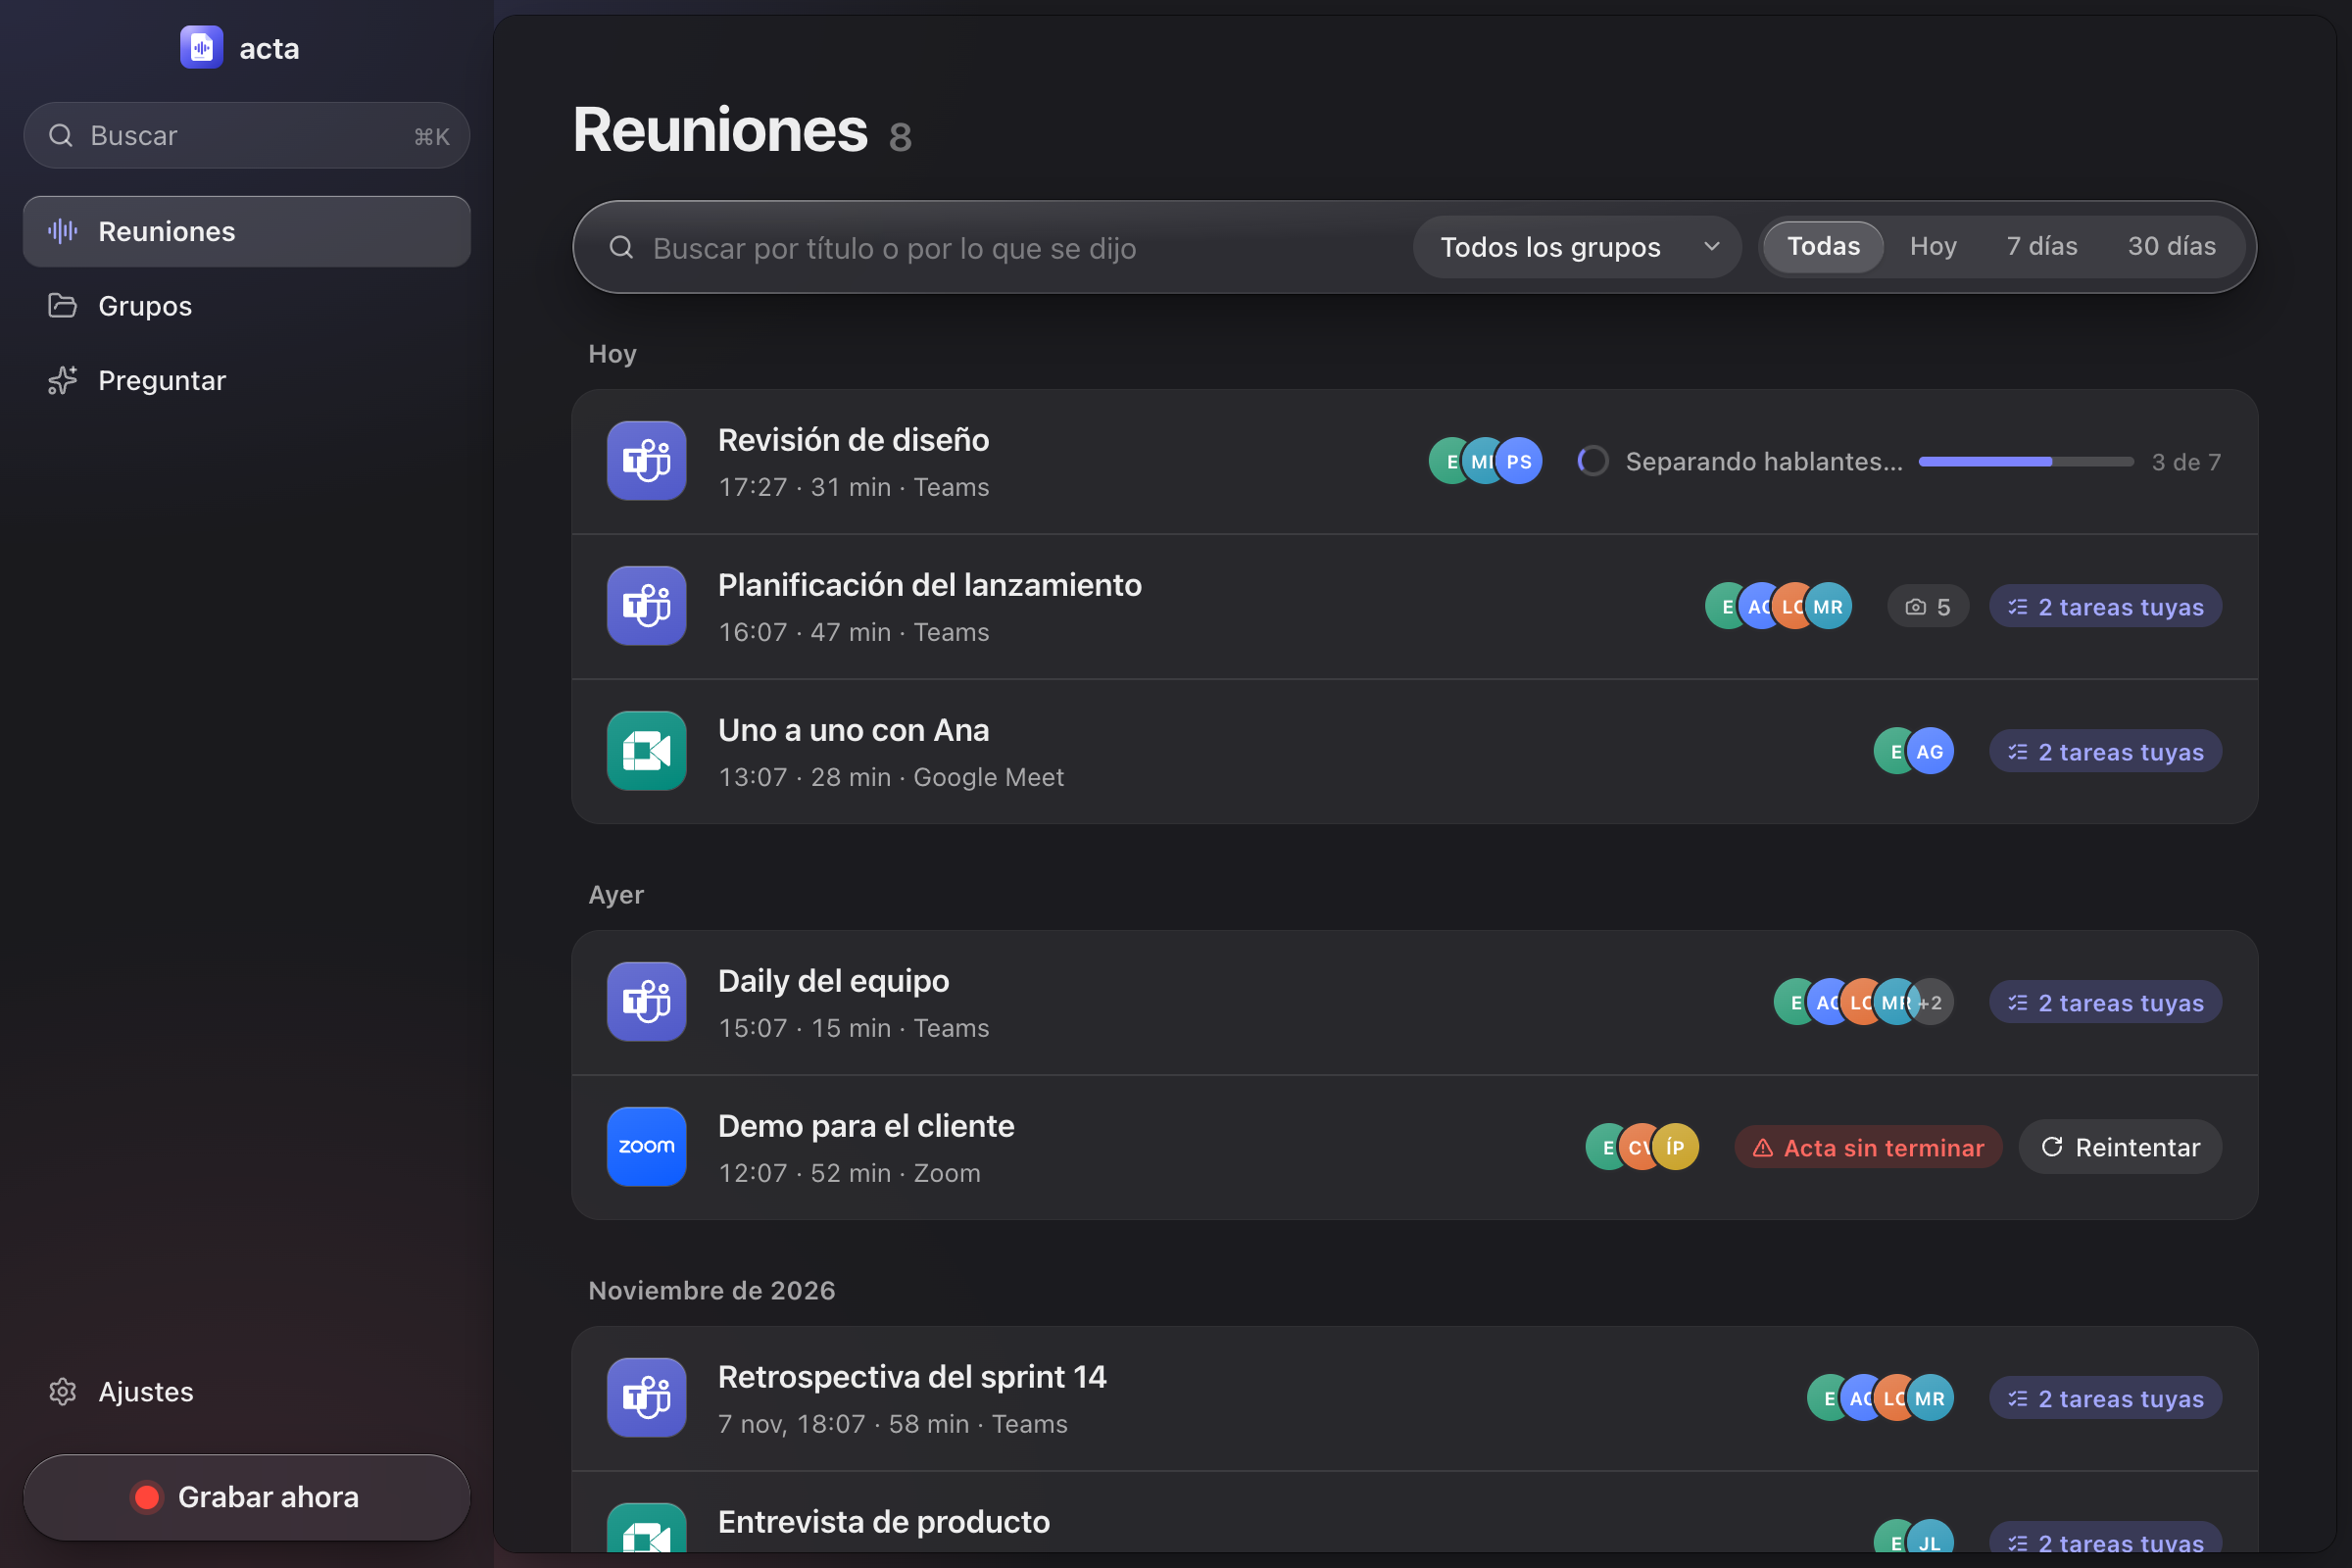 acta
Buscar ⌘K
Reuniones
Grupos
Preguntar
Ajustes
Grabar ahora
Reuniones 8
Buscar por título o por lo que se dijo
Todos los grupos
Todas Hoy 7 días 30 días
Hoy
Revisión de diseño
17:27 · 31 min · Teams
E PS
Separando hablantes... 3 de 7
Planificación del lanzamiento
16:07 · 47 min · Teams
E MR
5
2 tareas tuyas
Uno a uno con Ana
13:07 · 28 min · Google Meet
E AG
2 tareas tuyas
Ayer
Daily del equipo
15:07 · 15 min · Teams
E MR +2
2 tareas tuyas
zoom
Demo para el cliente
12:07 · 52 min · Zoom
E CV ÍP
Acta sin terminar
Reintentar
Noviembre de 2026
Retrospectiva del sprint 14
7 nov, 18:07 · 58 min · Teams
E MR
2 tareas tuyas
Entrevista de producto
E JL
2 tareas tuyas